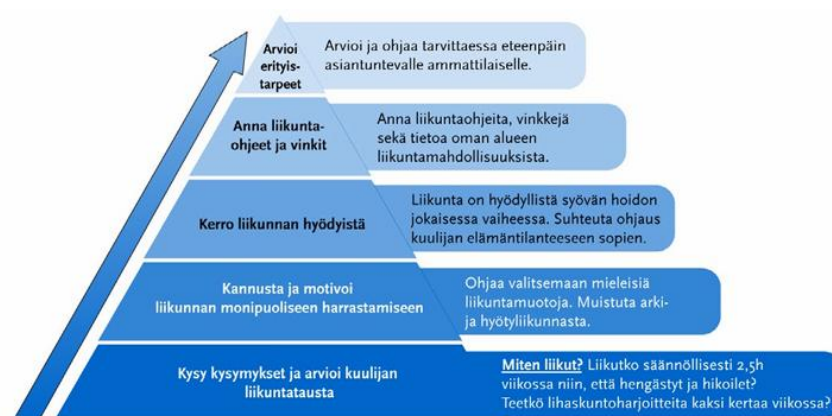 Arvioi
erityis-
tarpeet
Arvioi ja ohjaa tarvittaessa eteenpäin
asiantuntevalle ammattilaiselle.
Anna liikunta-
ohjeet ja vinkit
Anna liikuntaohjeita, vinkkejä
sekä tietoa oman alueen
liikuntamahdollisuuksista.
Kerro liikunnan hyödyistä
Liikunta on hyödyllistä syövän hoidon
jokaisessa vaiheessa. Suhteuta ohjaus
kuulijan elämäntilanteeseen sopien.
Kannusta ja motivoi
liikunnan monipuoliseen harrastamiseen
Ohjaa valitsemaan mieleisiä
liikuntamuotoja. Muistuta arki-
ja hyötyliikunnasta.
Kysy kysymykset ja arvioi kuulijan
liikuntatausta
Miten liikut? Liikutko säännöllisesti 2,5h
viikossa niin, että hengästyt ja hikoilet?
Teetkö lihaskuntoharjoitteita kaksi kertaa viikossa?